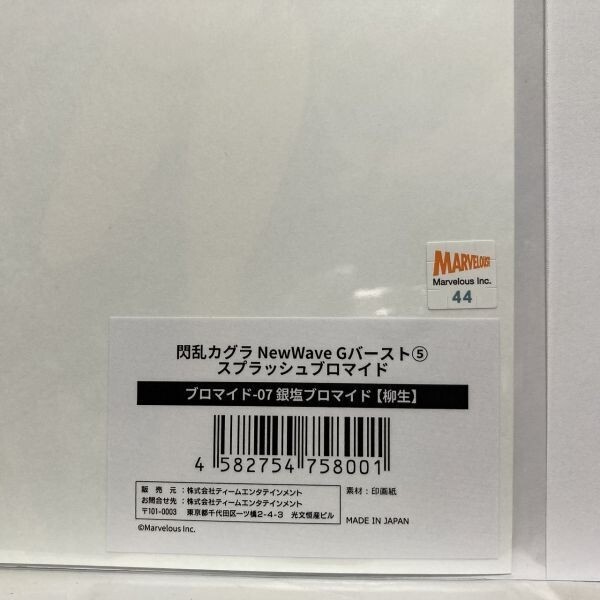 MARVELOUS!
Marvelous Inc.
44
閃乱カグラ NewWave Gバースト⑤
スプラッシュブロマイド
ブロマイド-07 銀塩ブロマイド【柳生】
4 582754 758001
販 売 元 : 株式会社ティームエンタテインメント
お問合せ先 : 株式会社ティームエンタテインメント
〒101-0003 東京都千代田区一ツ橋2-4-3 光文恒産ビル
素材:印画紙
MADE IN JAPAN
©Marvelous Inc.